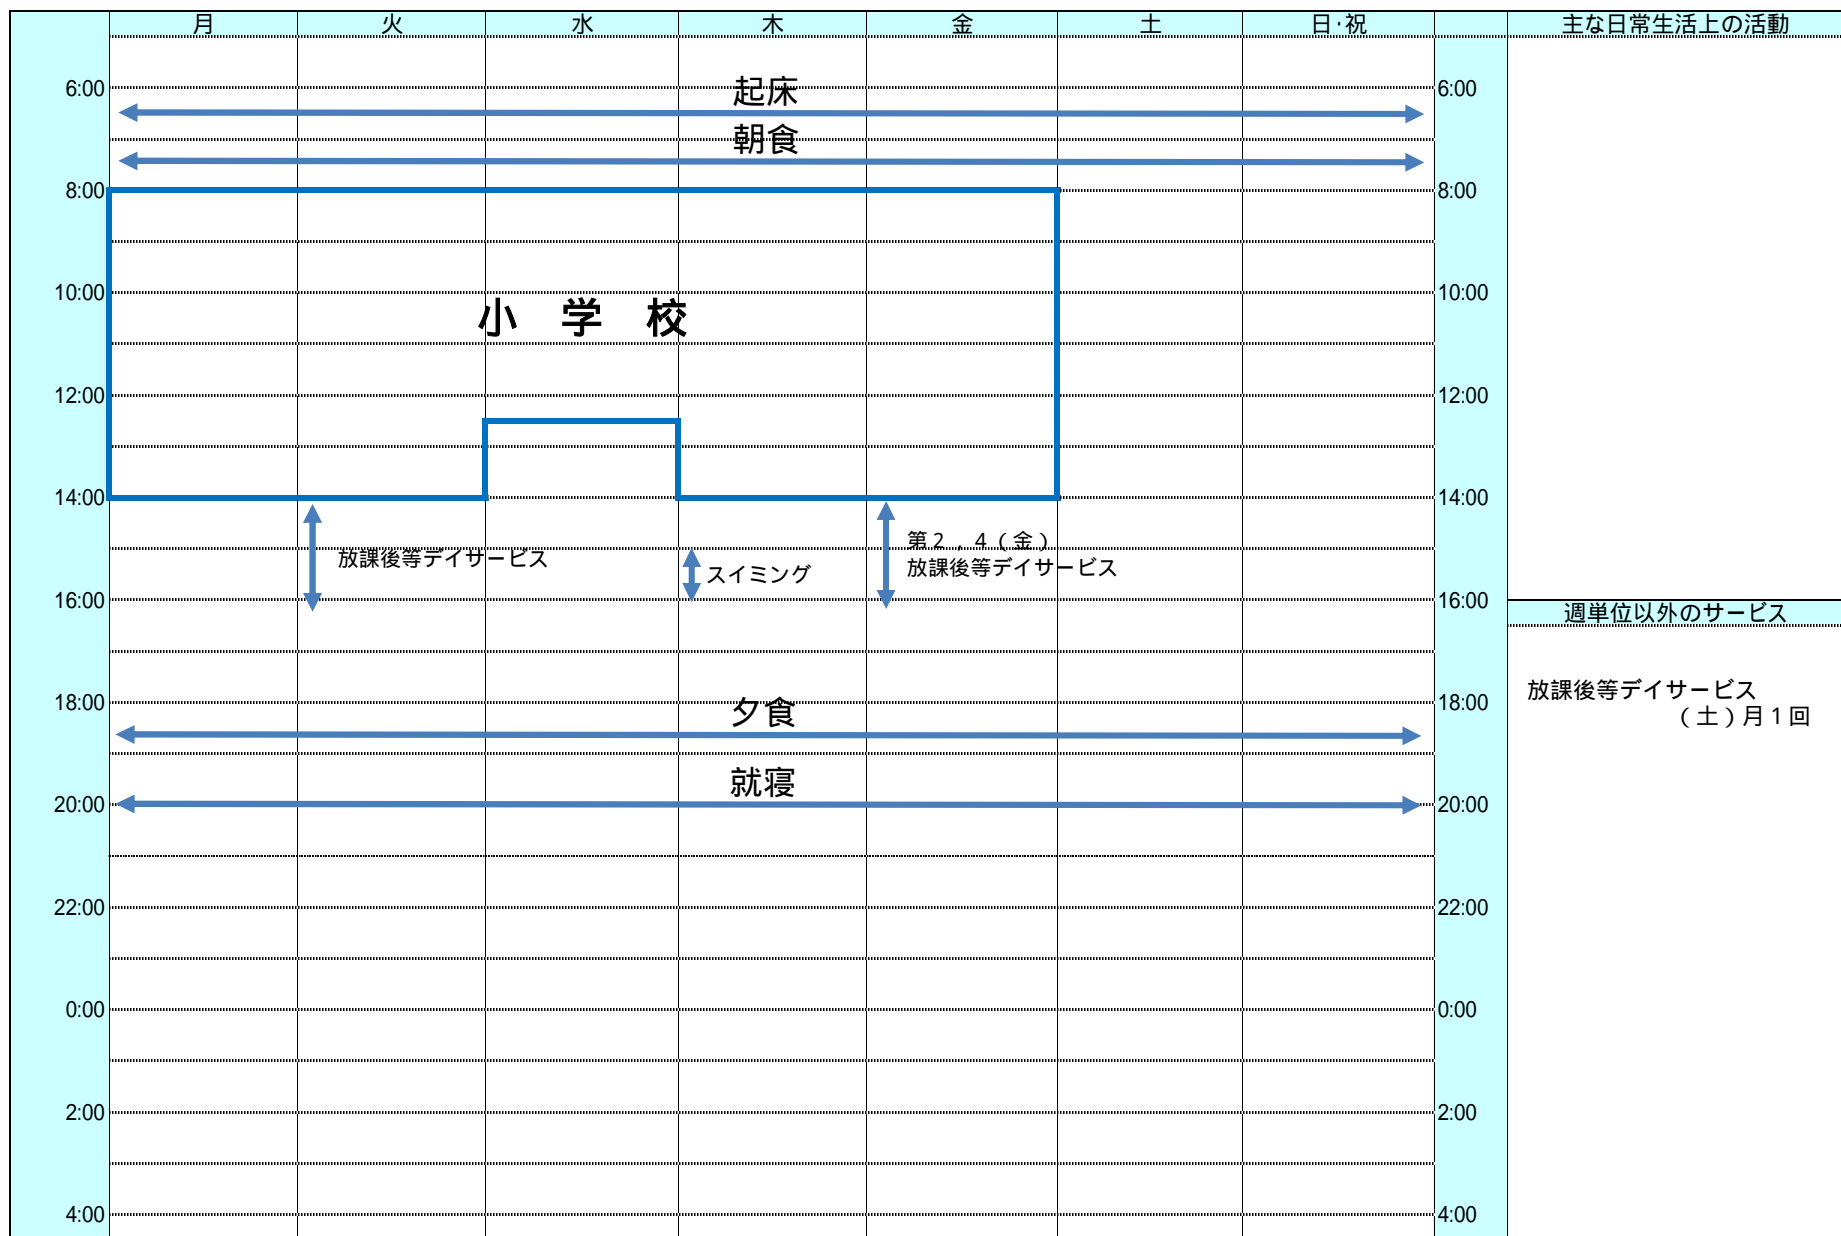 月 火 水 木 金 土 日・祝 主な日常生活上の活動
6:00 起床 6:00
朝食
8:00 8:00
10:00 10:00
小 学 校
12:00 12:00
14:00 14:00
第２，４（金）
放課後等デイサービス スイミング 放課後等デイサービス
16:00 16:00
週単位以外のサービス
放課後等デイサービス
18:00 夕食 18:00
（土）月１回
就寝
20:00 20:00
22:00 22:00
0:00 0:00
2:00 2:00
4:00 4:00